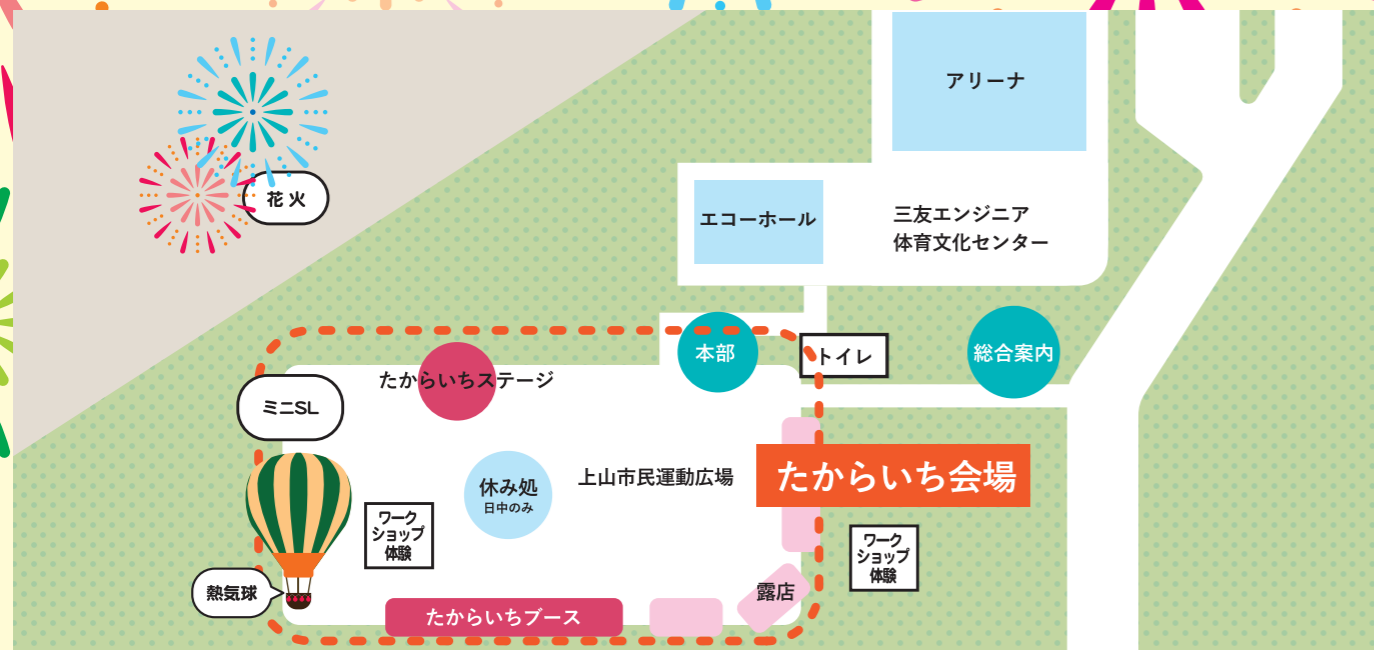 アリーナ
花火
エコーホール
三友エンジニア
体育文化センター
本部
トイレ
総合案内
たからいちステージ
ミニSL
休み処
日中のみ
上山市民運動広場
たからいち会場
ワーク
ショップ
体験
ワーク
ショップ
体験
熱気球
露店
たからいちブース